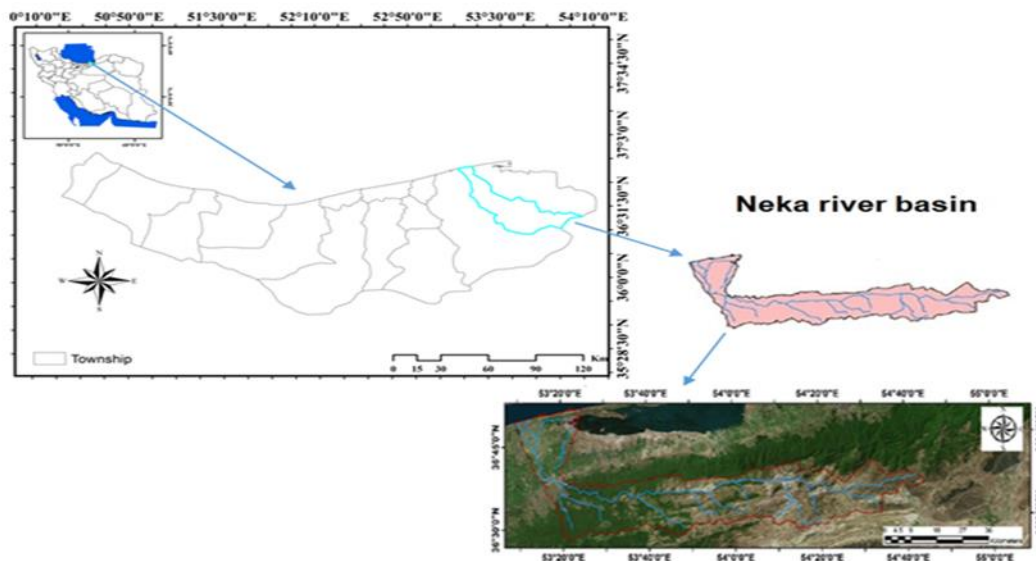 0°10'0"E 50°50'0"E 51°30'0"E 52°10'0"E 52°50'0"E 53°30'0"E 54°10'0"E
37°34'30"N
37°3'0"N
36°31'30"N
36°0'0"N
35°28'30"N
N
W E
S
Township
0 15 30 60 90 120 Km
Neka river basin
53°20'0"E 53°40'0"E 54°0'0"E 54°20'0"E 54°40'0"E 55°0'0"E
36°45'0"N
36°30'0"N
53°20'0"E 53°40'0"E 54°0'0"E 54°20'0"E 54°40'0"E 55°0'0"E